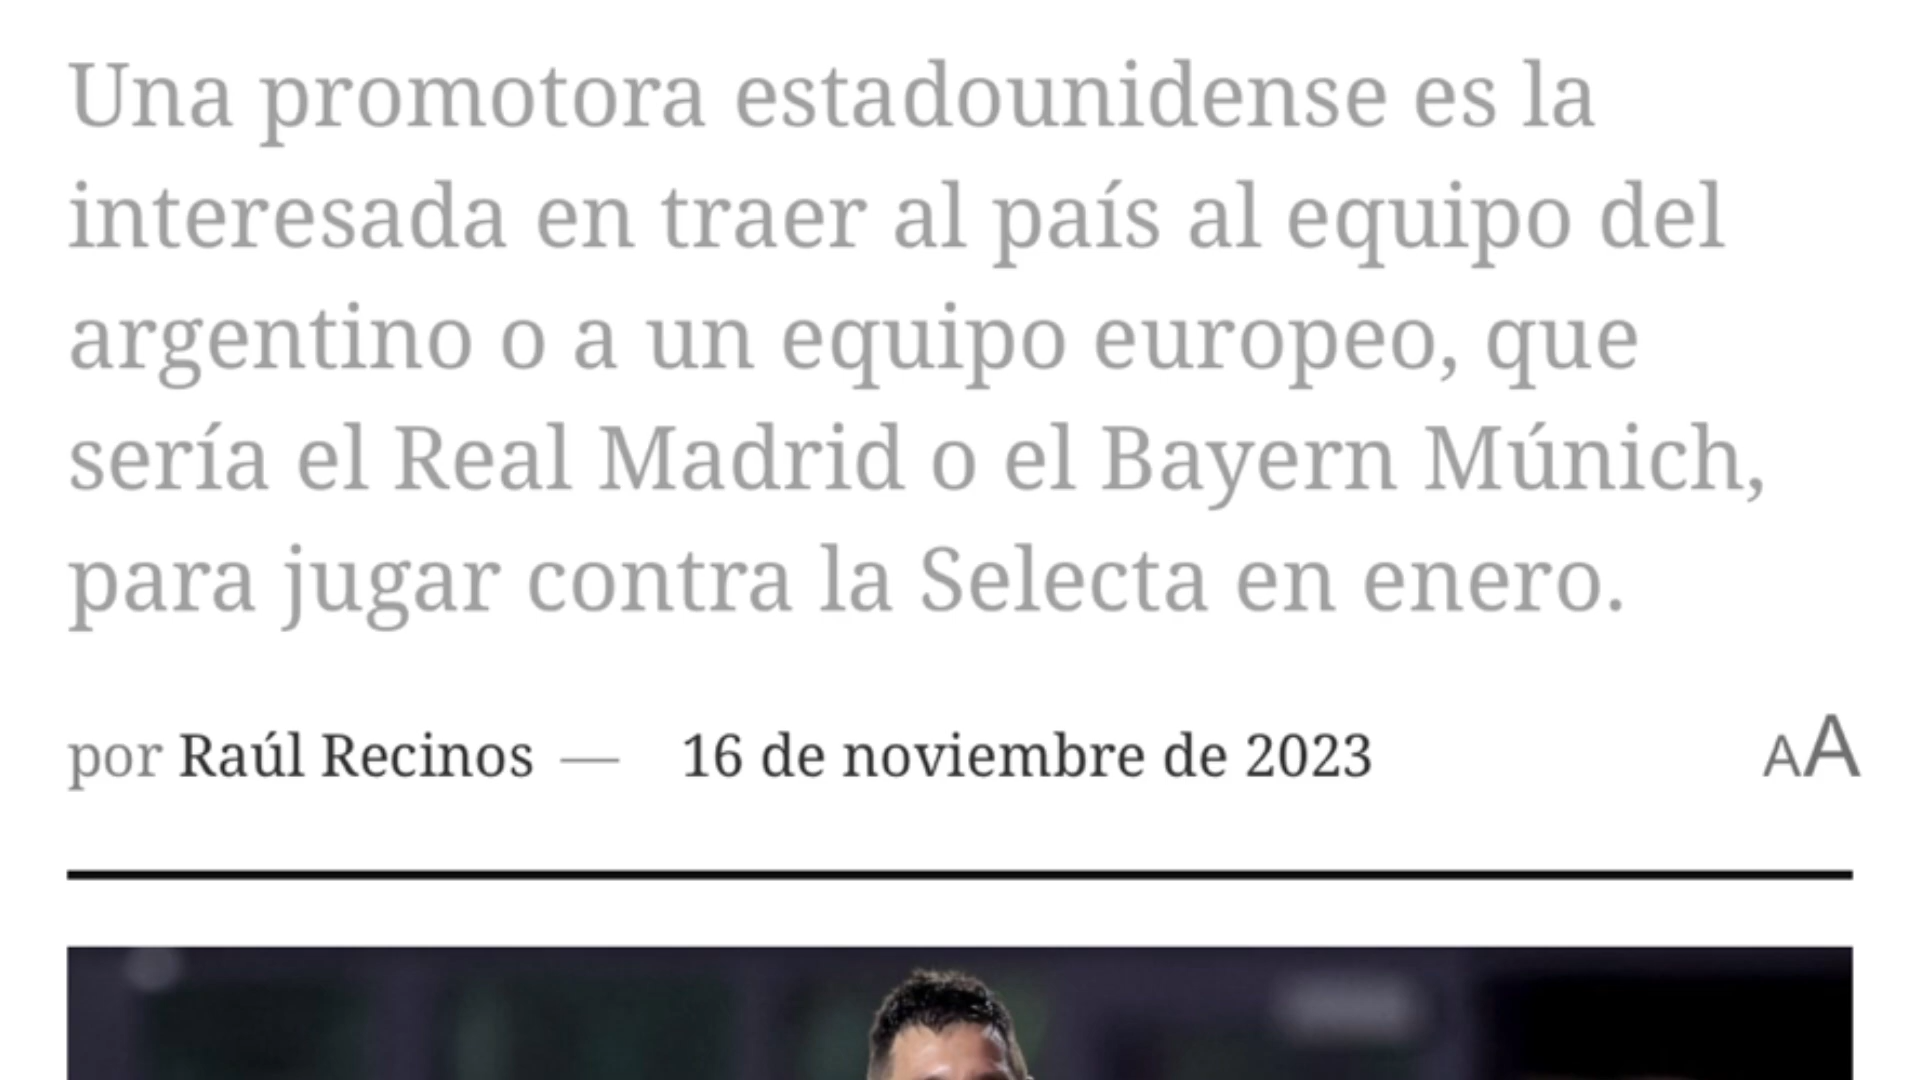 Una promotora estadounidense es la
interesada en traer al país al equipo del
argentino o a un equipo europeo, que
sería el Real Madrid o el Bayern Múnich,
para jugar contra la Selecta en enero.
por Raúl Recinos — 16 de noviembre de 2023
AA